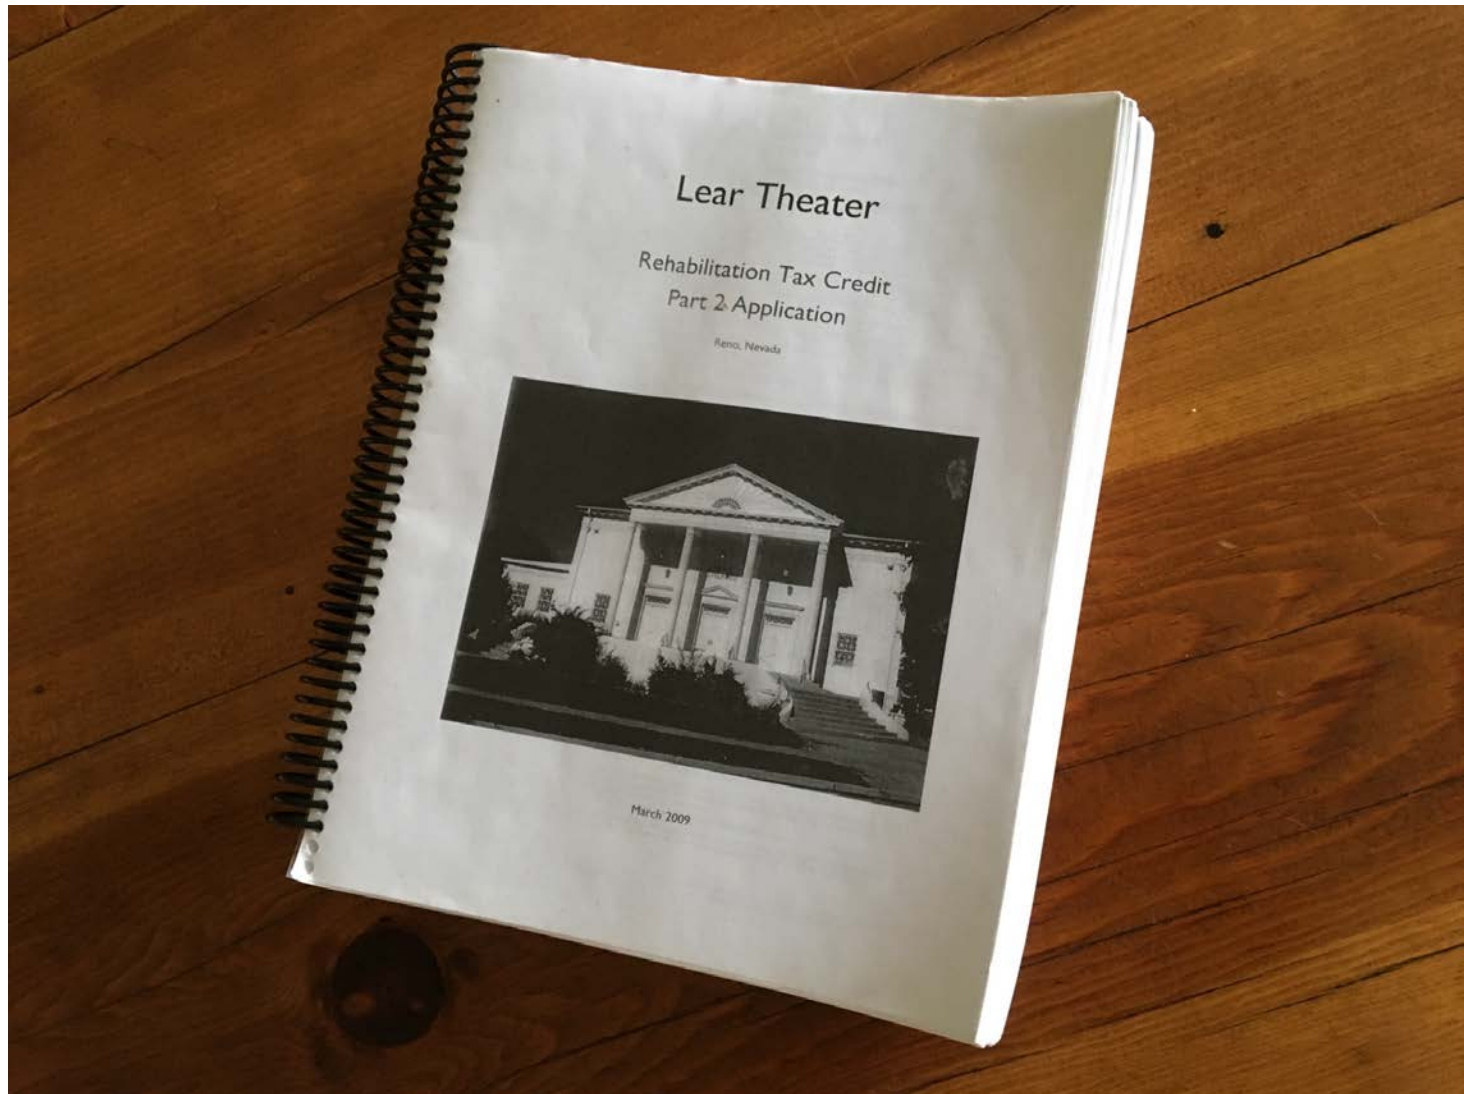 Lear Theater
Rehabilitation Tax Credit
Part 2 Application
Reno, Nevada
March 2009